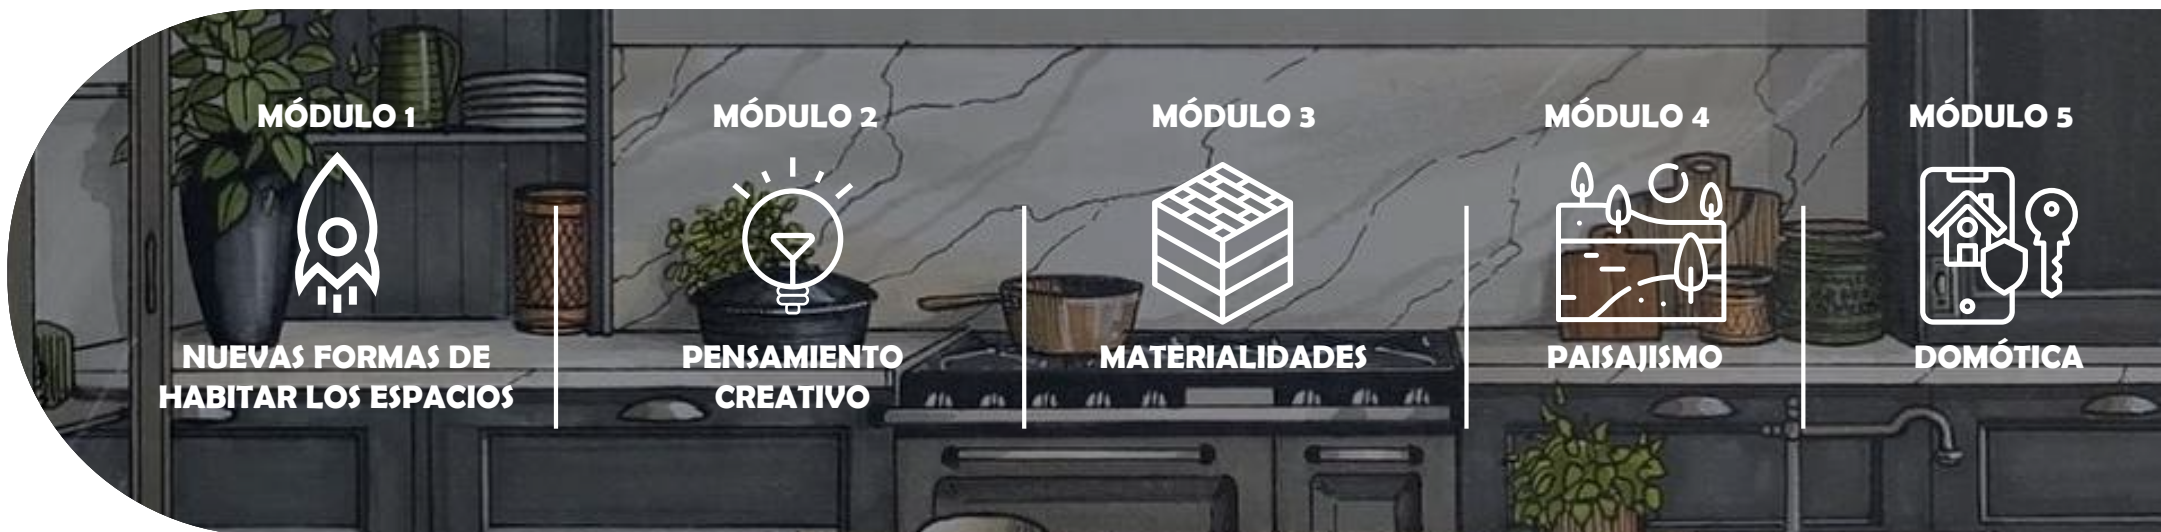 MÓDULO 1
NUEVAS FORMAS DE
HABITAR LOS ESPACIOS
MÓDULO 2
PENSAMIENTO
CREATIVO
MÓDULO 3
MATERIALIDADES
MÓDULO 4
PAISAJISMO
MÓDULO 5
DOMÓTICA